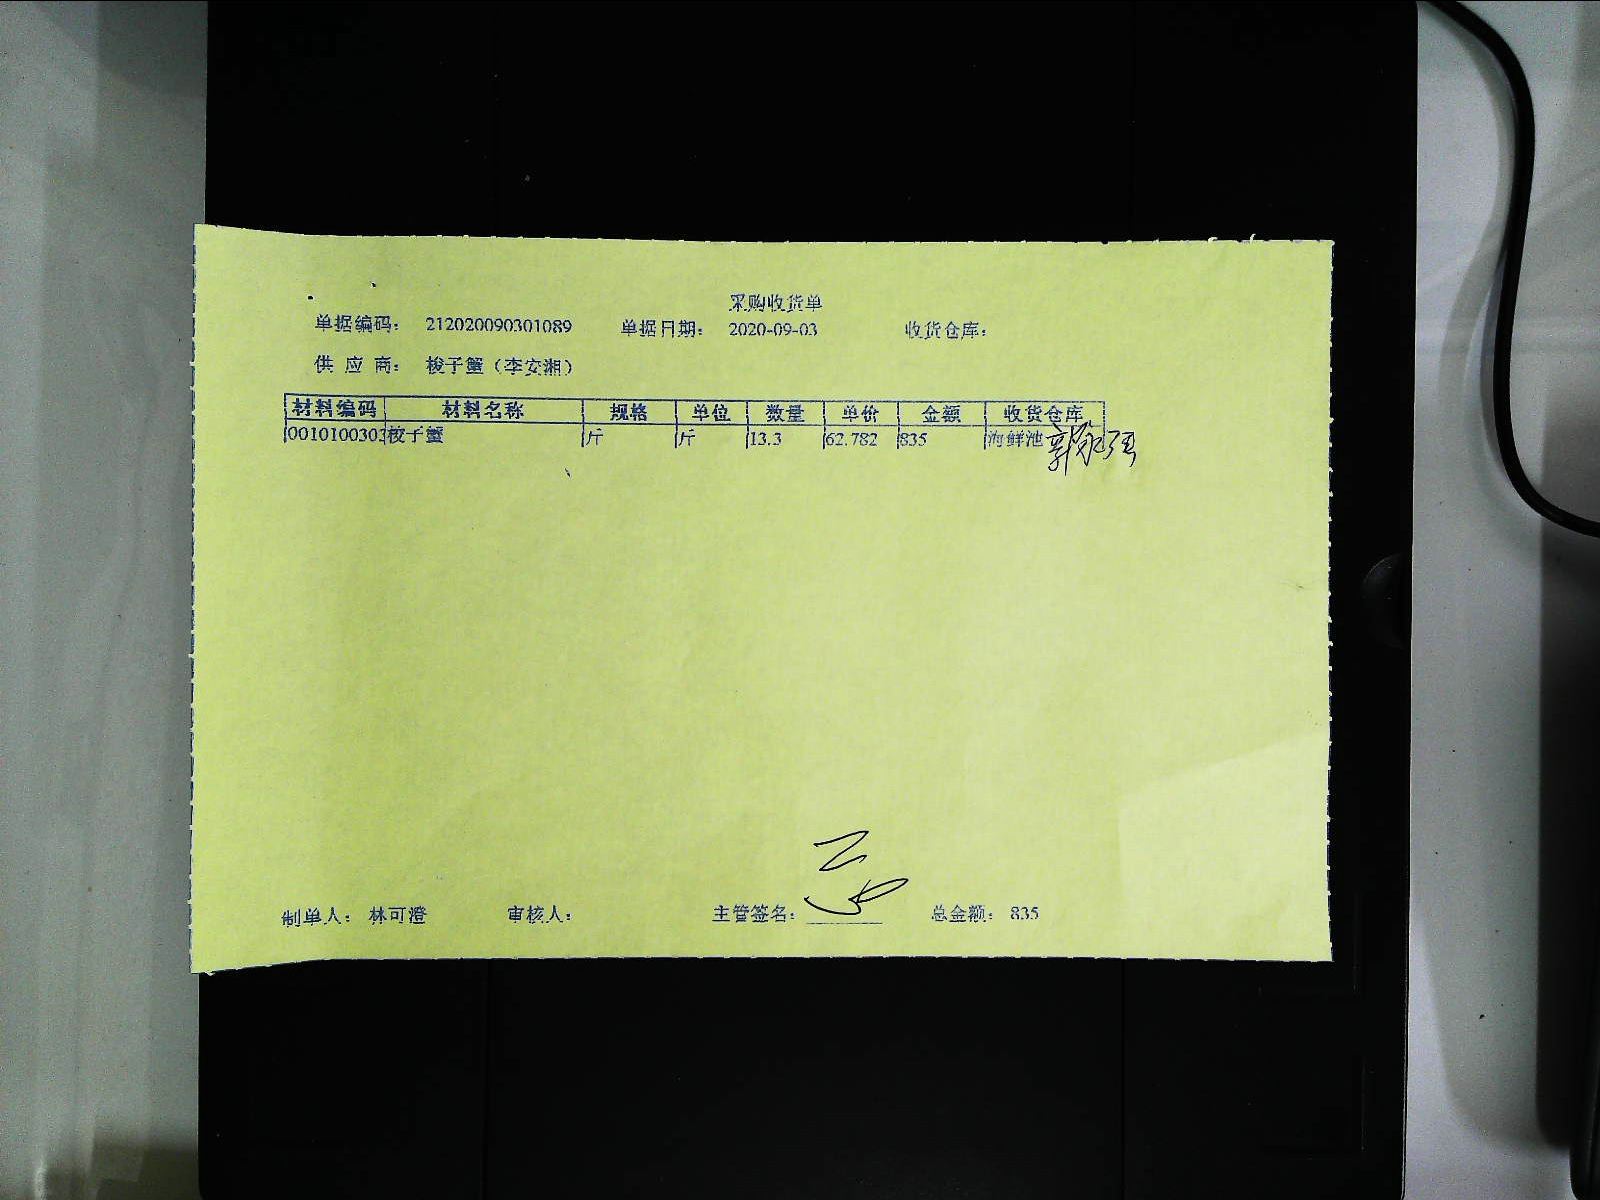 采购收货单
单据编码： 212020090301089 单据日期： 2020-09-03 收货仓库：
供 应 商： 梭子蟹（李安湘）
材料编码 材料名称 规格 单位 数量 单价 金额 收货仓库
0010100303 梭子蟹 斤 斤 13.3 62.782 835 海鲜池
制单人： 林可澄 审核人： 主管签名： 总金额： 835